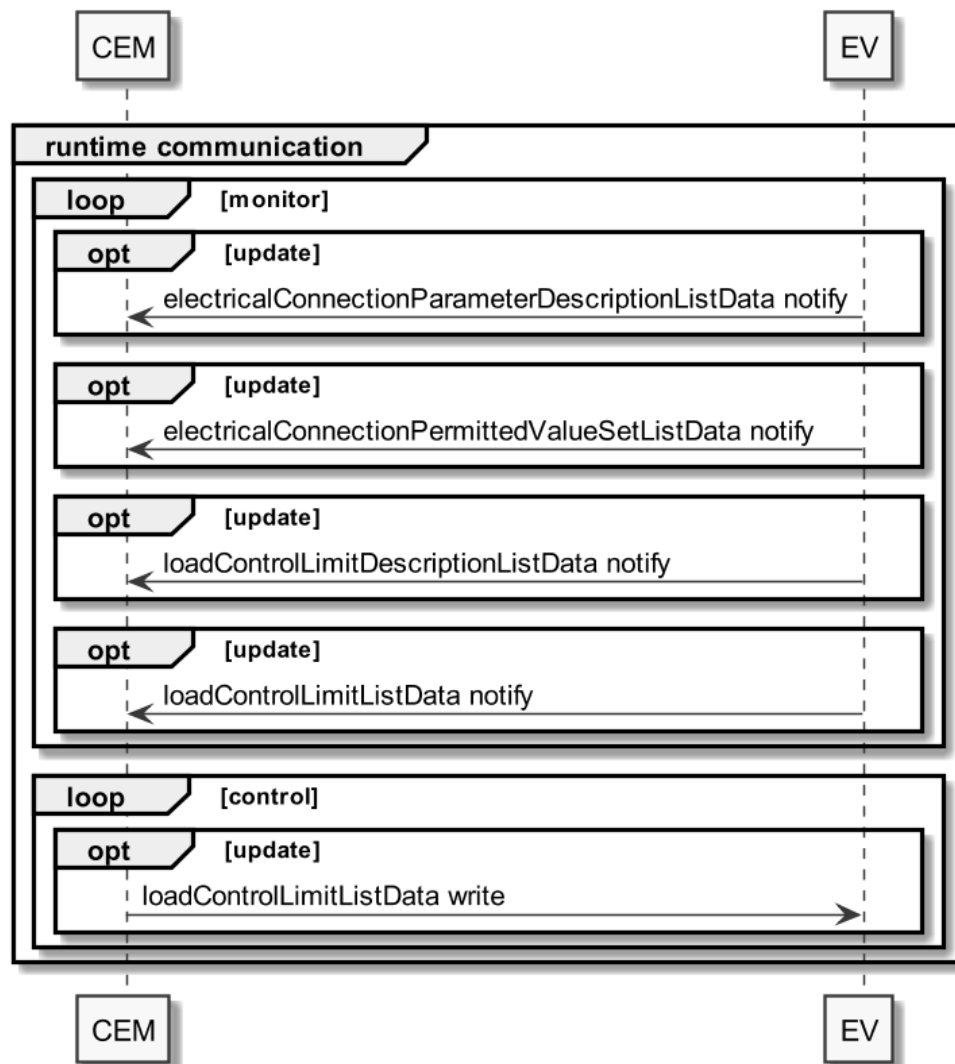 CEM EV
runtime communication
loop [monitor]
opt [update]
electricalConnectionParameterDescriptionListData notify
opt [update]
electricalConnectionPermittedValueSetListData notify
opt [update]
loadControlLimitDescriptionListData notify
opt [update]
loadControlLimitListData notify
loop [control]
opt [update]
loadControlLimitListData write
CEM EV